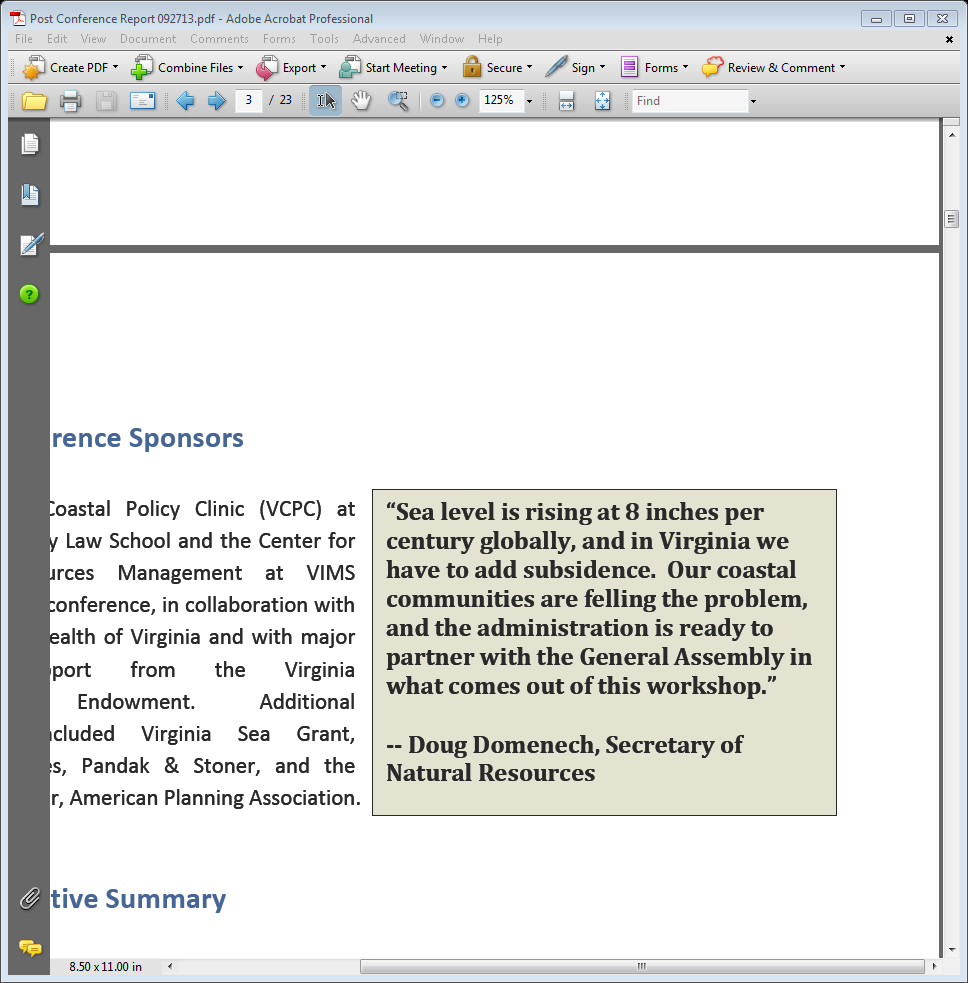 Post Conference Report 092713.pdf - Adobe Acrobat Professional
File Edit View Document Comments Forms Tools Advanced Window Help
Create PDF Combine Files Export Start Meeting Secure Sign Forms Review & Comment
3 / 23 125% Find
rence Sponsors
Coastal Policy Clinic (VCPC) at
y Law School and the Center for
urces Management at VIMS
conference, in collaboration with
ealth of Virginia and with major
port from the Virginia
Endowment. Additional
ncluded Virginia Sea Grant,
es, Pandak & Stoner, and the
r, American Planning Association.
“Sea level is rising at 8 inches per
century globally, and in Virginia we
have to add subsidence. Our coastal
communities are felling the problem,
and the administration is ready to
partner with the General Assembly in
what comes out of this workshop.”
-- Doug Domenech, Secretary of
Natural Resources
tive Summary
8.50 x 11.00 in